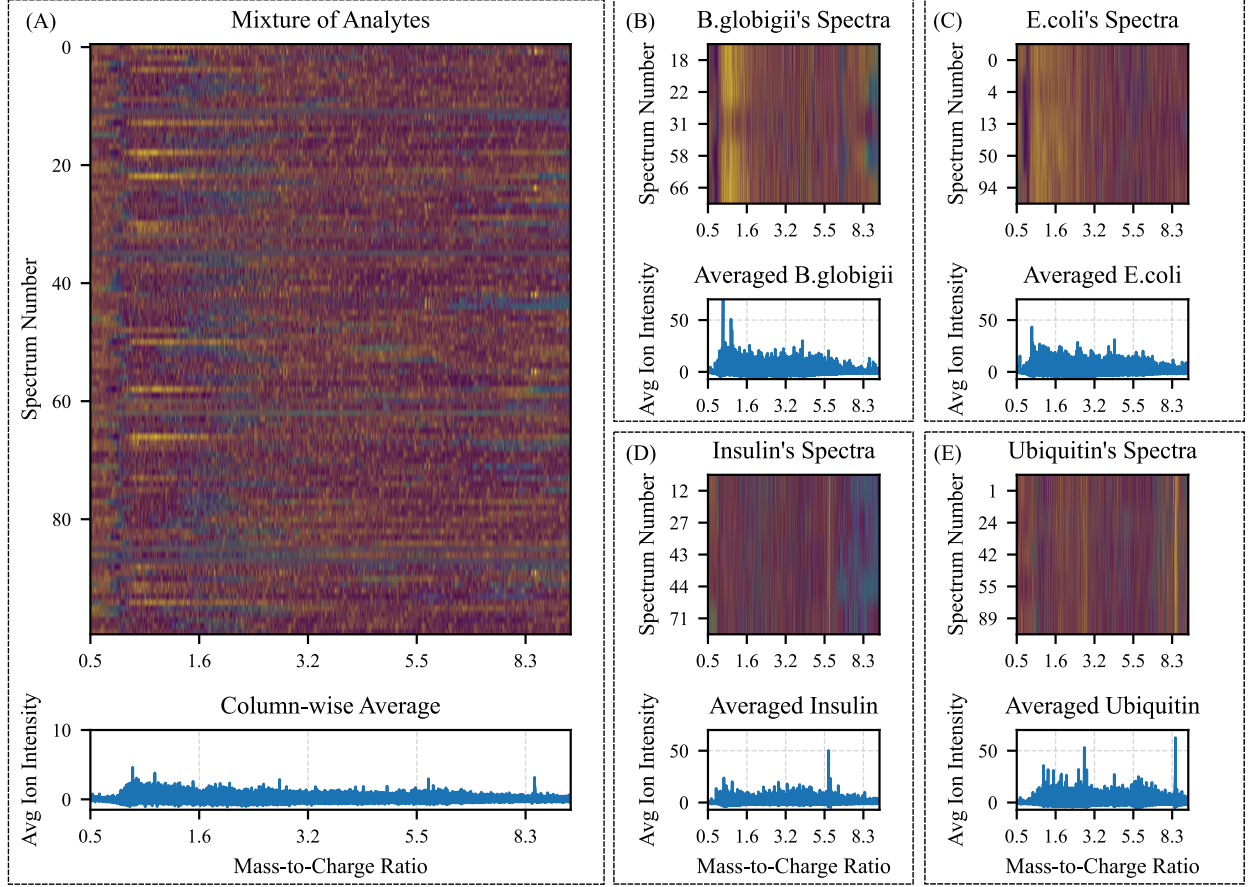 (A)
Mixture of Analytes
Spectrum Number
0
20
40
60
80
0.5 1.6 3.2 5.5 8.3
Column-wise Average
Avg Ion Intensity
10
0
0.5 1.6 3.2 5.5 8.3
Mass-to-Charge Ratio
(B)
B.globigii's Spectra
Spectrum Number
18
22
31
58
66
0.5 1.6 3.2 5.5 8.3
Averaged B.globigii
Avg Ion Intensity
50
0
0.5 1.6 3.2 5.5 8.3
(C)
E.coli's Spectra
Spectrum Number
0
4
13
50
94
0.5 1.6 3.2 5.5 8.3
Averaged E.coli
Avg Ion Intensity
50
0
0.5 1.6 3.2 5.5 8.3
(D)
Insulin's Spectra
Spectrum Number
12
27
43
44
71
0.5 1.6 3.2 5.5 8.3
Averaged Insulin
Avg Ion Intensity
50
0
0.5 1.6 3.2 5.5 8.3
Mass-to-Charge Ratio
(E)
Ubiquitin's Spectra
Spectrum Number
1
24
42
55
89
0.5 1.6 3.2 5.5 8.3
Averaged Ubiquitin
Avg Ion Intensity
50
0
0.5 1.6 3.2 5.5 8.3
Mass-to-Charge Ratio